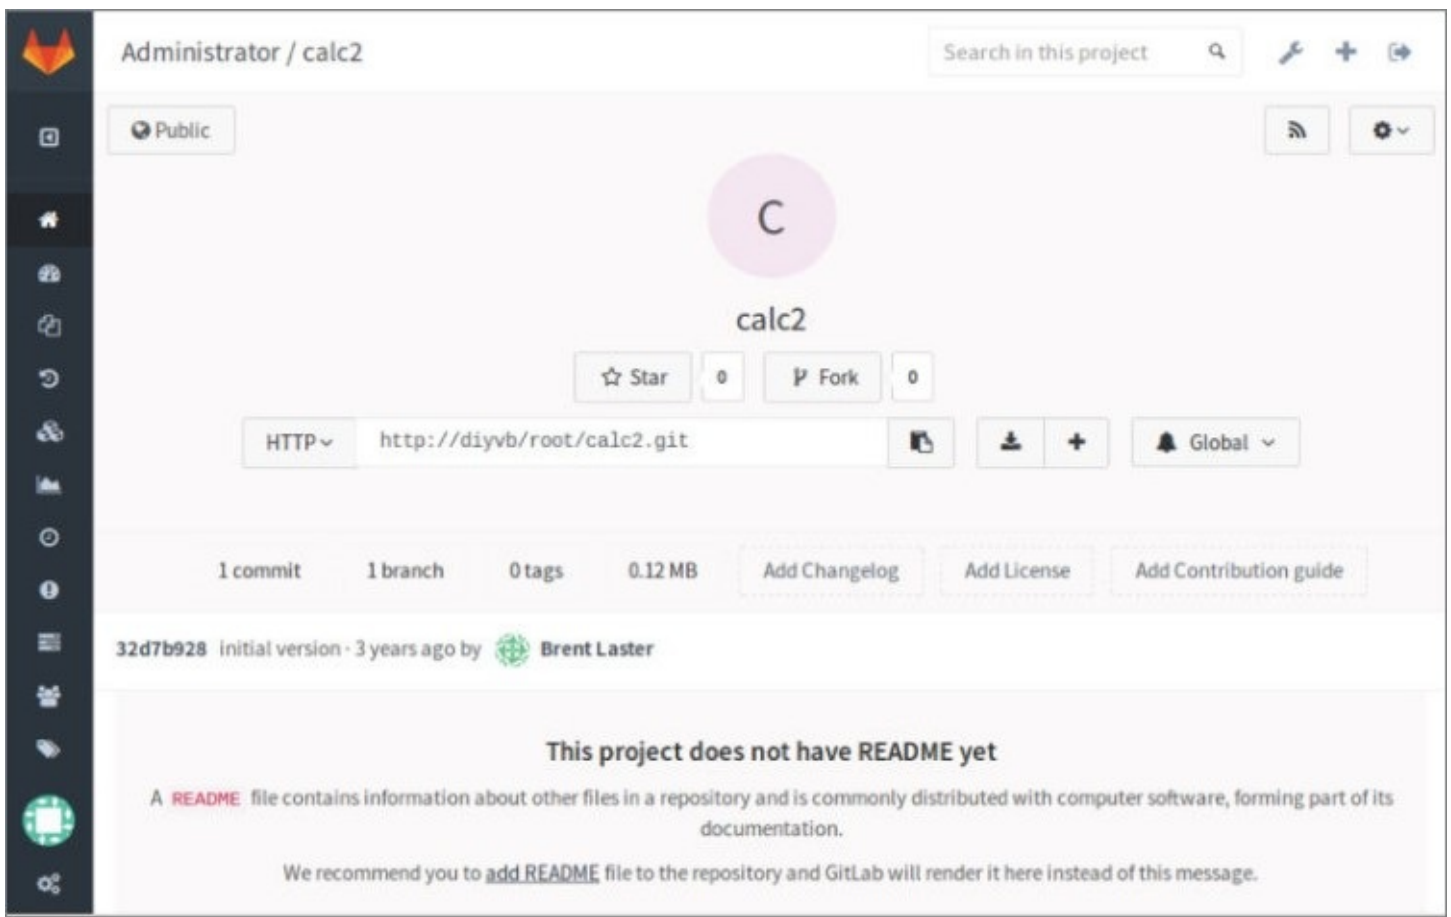 Administrator / calc2
Search in this project
Public
C
calc2
Star 0 Fork 0
HTTP http://diyvb/root/calc2.git Global
1 commit 1 branch 0 tags 0.12 MB Add Changelog Add License Add Contribution guide
32d7b928 initial version · 3 years ago by Brent Laster
This project does not have README yet
A README file contains information about other files in a repository and is commonly distributed with computer software, forming part of its
documentation.
We recommend you to add README file to the repository and GitLab will render it here instead of this message.